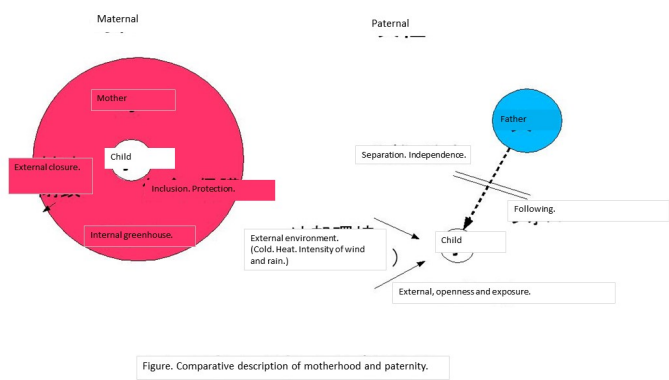 Maternal
Paternal
Mother
Father
Child
Separation. Independence.
External closure.
Inclusion. Protection.
Following.
Internal greenhouse.
External environment.
(Cold. Heat. Intensity of wind
and rain.)
Child
External, openness and exposure.
Figure. Comparative description of motherhood and paternity.